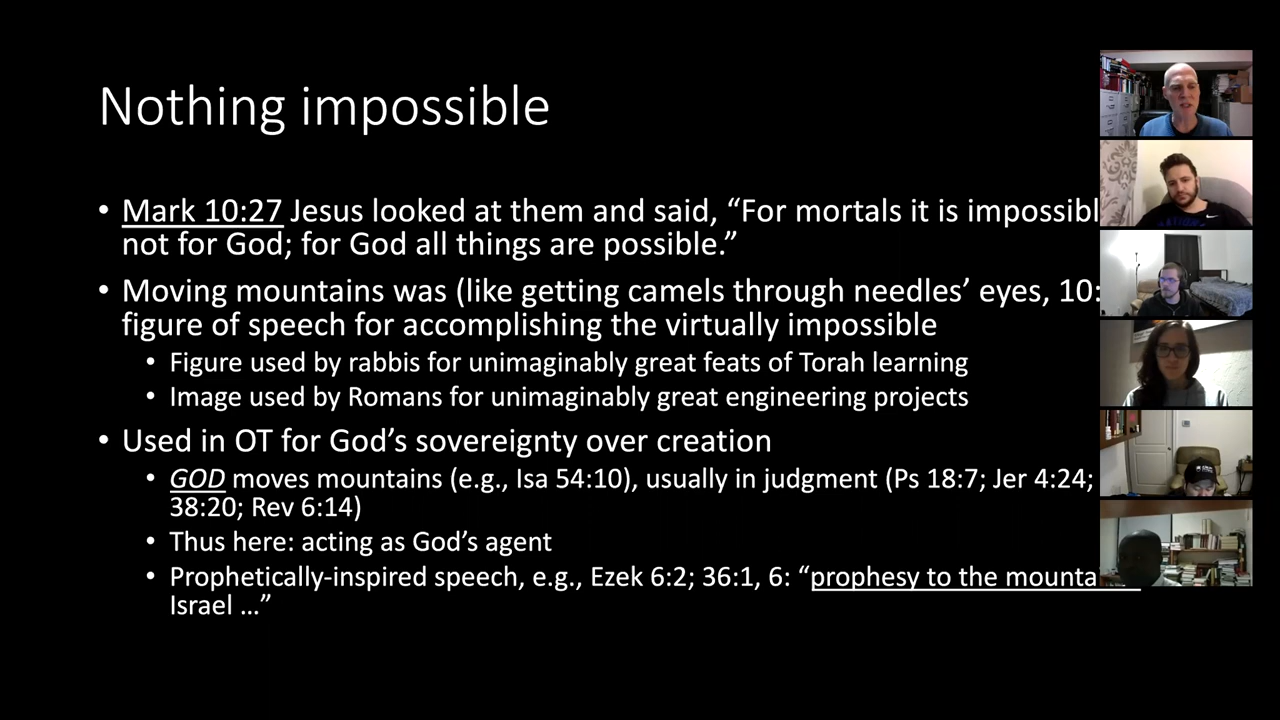 Nothing impossible
• Mark 10:27 Jesus looked at them and said, “For mortals it is impossibl
not for God; for God all things are possible.”
• Moving mountains was (like getting camels through needles’ eyes, 10:
figure of speech for accomplishing the virtually impossible
• Figure used by rabbis for unimaginably great feats of Torah learning
• Image used by Romans for unimaginably great engineering projects
• Used in OT for God’s sovereignty over creation
• GOD moves mountains (e.g., Isa 54:10), usually in judgment (Ps 18:7; Jer 4:24;
38:20; Rev 6:14)
• Thus here: acting as God’s agent
• Prophetically-inspired speech, e.g., Ezek 6:2; 36:1, 6: “prophesy to the mounta
Israel …”